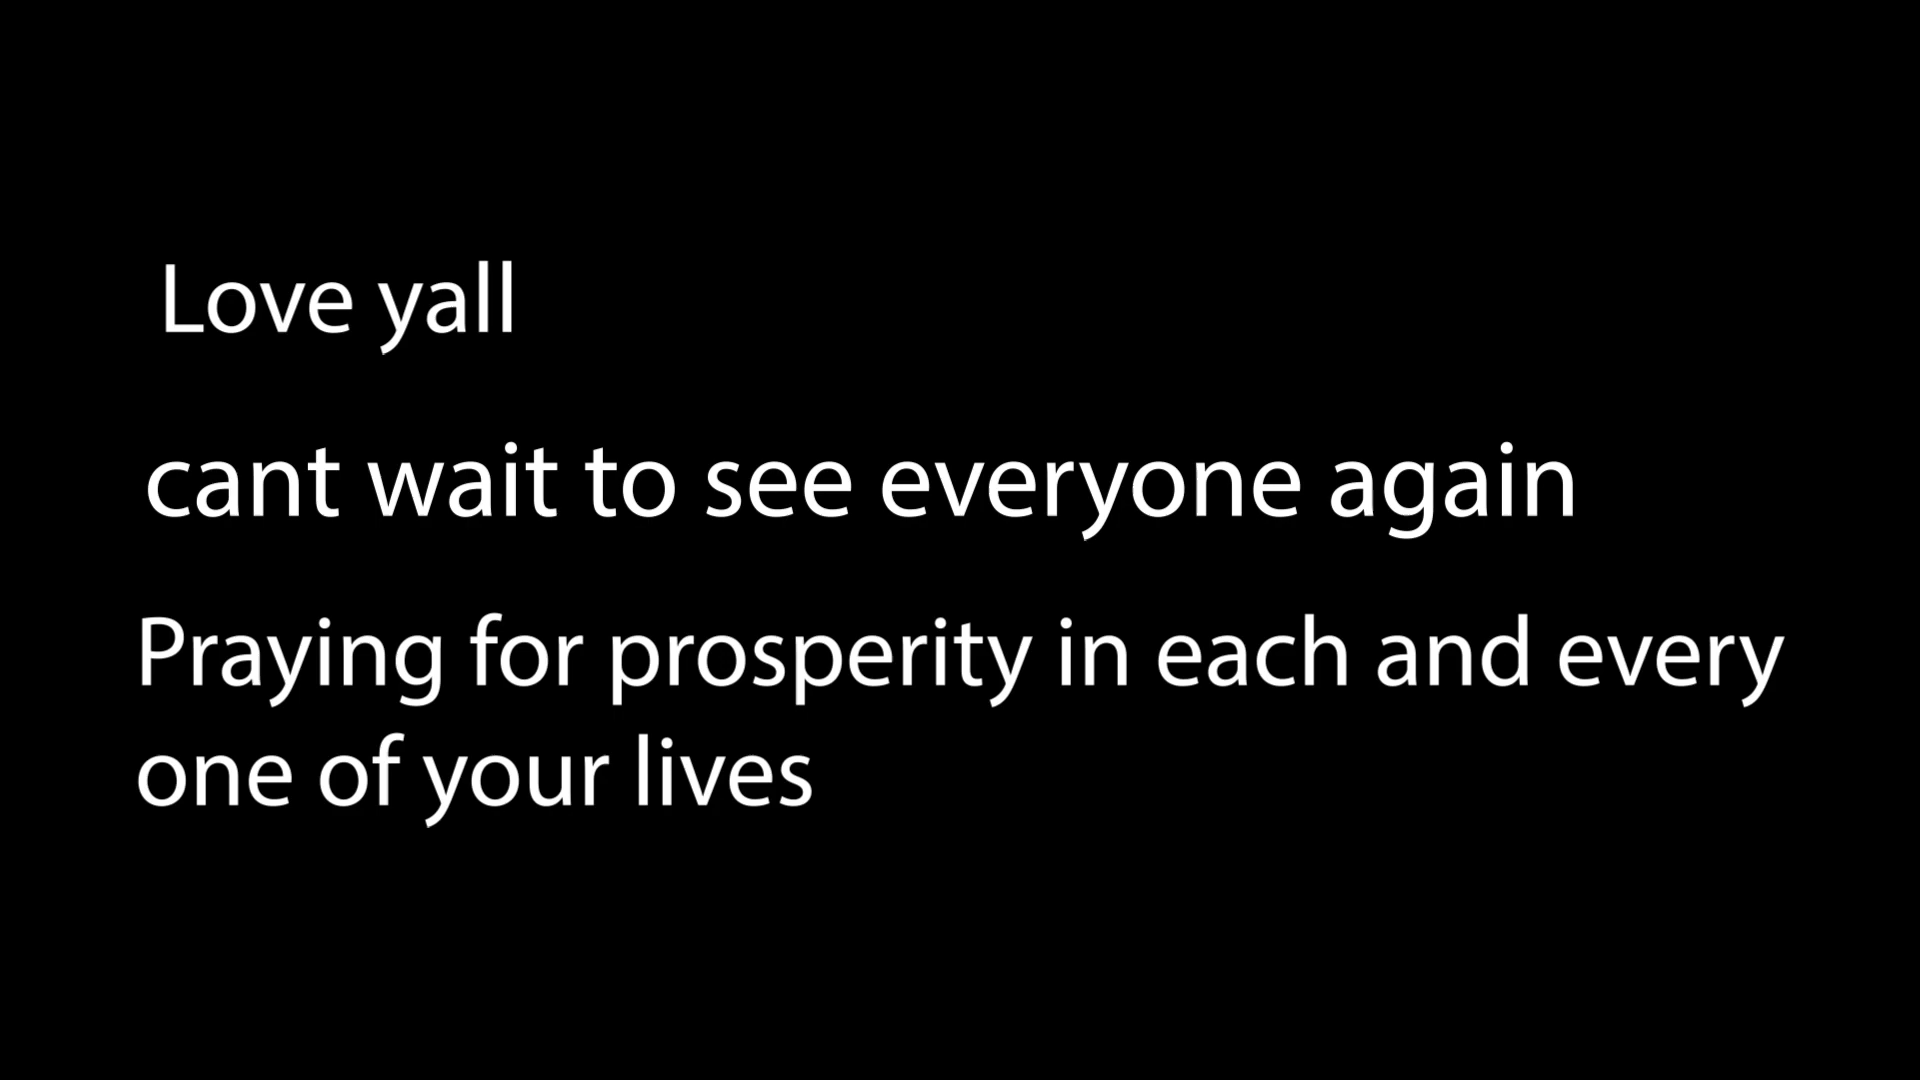 Love yall
cant wait to see everyone again
Praying for prosperity in each and every
one of your lives